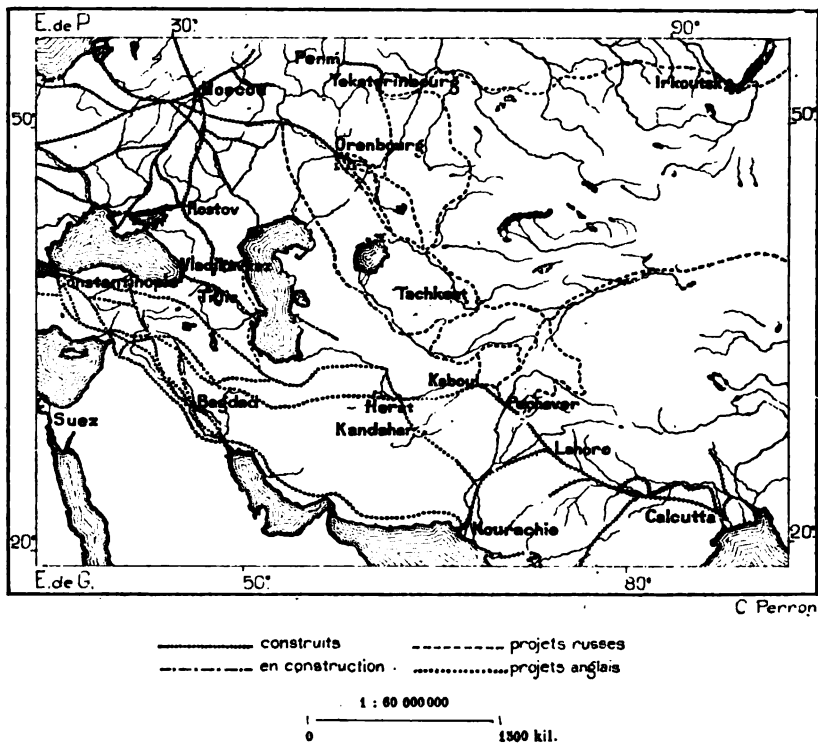 E. de P. 30° 90°
Perm
Yekaterinbourg
Moscou
Irkoutsk
50° 50°
Orenbourg
Rostov
Vladikavkaz
Constantinople
Tiflis
Tachkent
Kaboul
Bagdad
Herat
Pechaver
Suez
Kandahar
Lahore
Calcutta
Kourachie
20° 20°
E. de G. 50° 80°
C Perron
construits projets russes
en construction projets anglais
1 : 60 000 000
0 1500 kil.